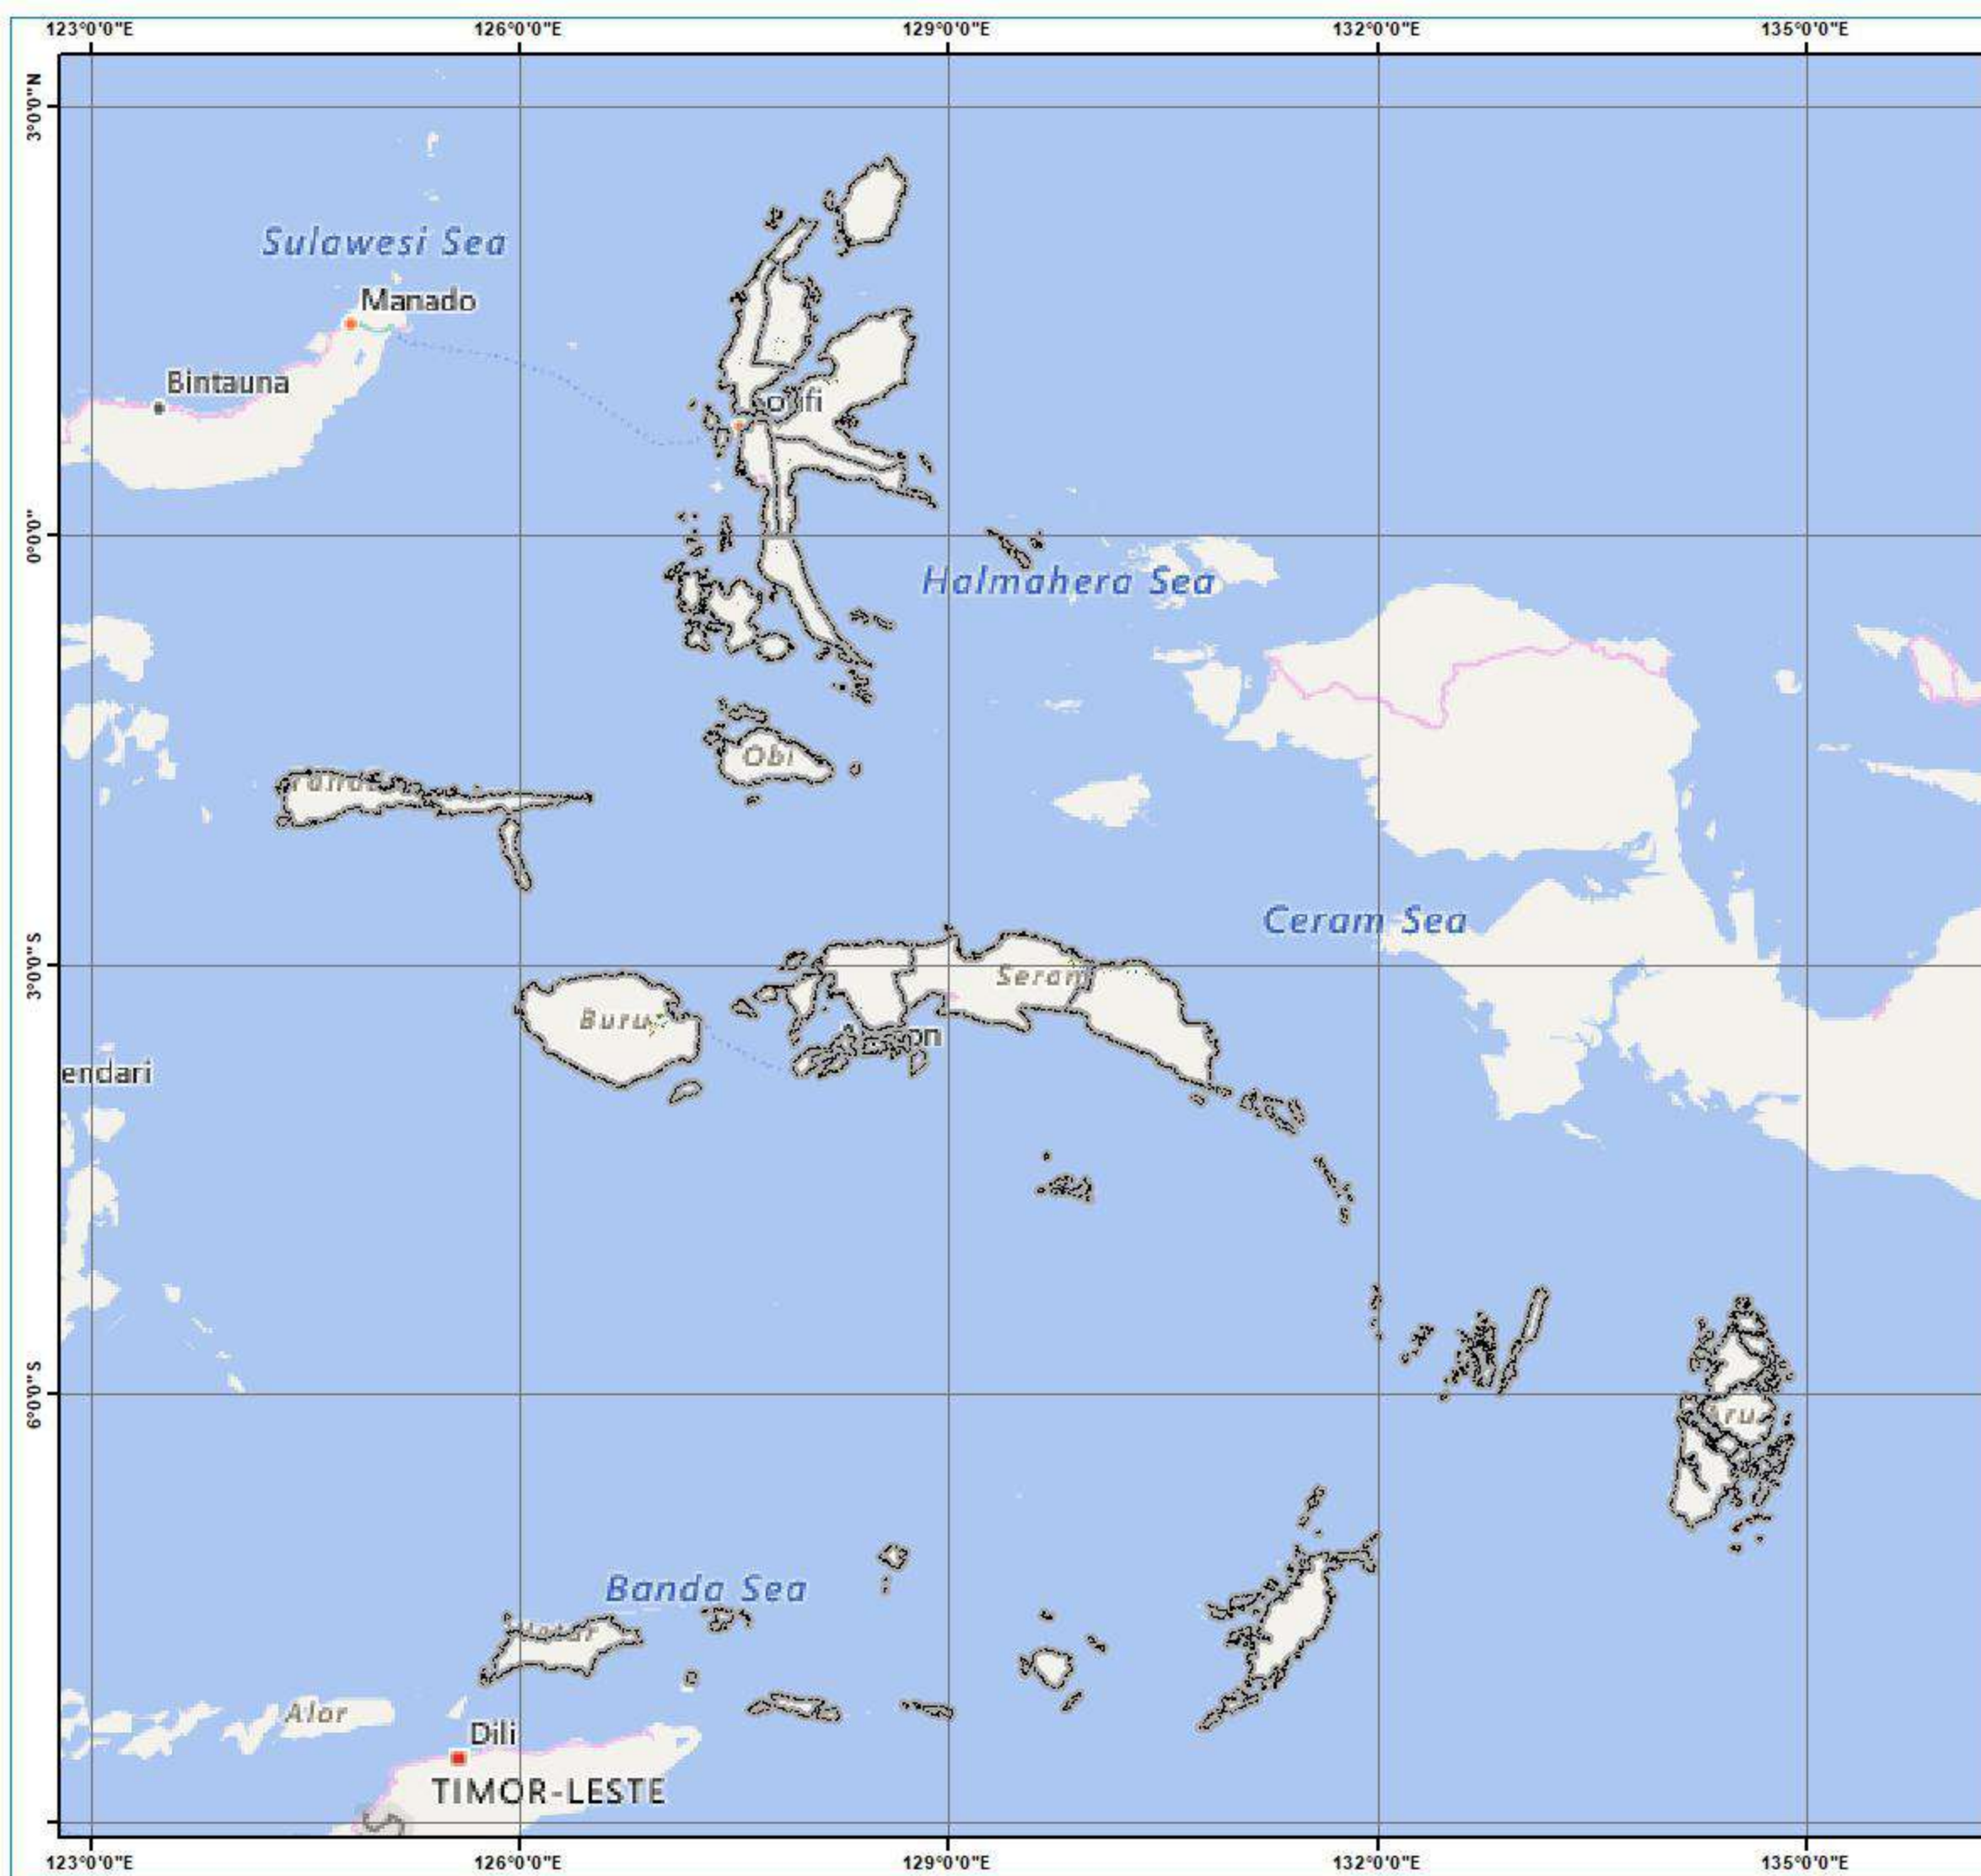 123°0'0"E 126°0'0"E 129°0'0"E 132°0'0"E 135°0'0"E
3°0'0"N
Sulawesi Sea
Manado
Bintauna
0°0'0"
Halmahera Sea
Obi
Ceram Sea
3°0'0"S
Seram
Buru
endari
6°0'0"S
Banda Sea
Alor
Dili
TIMOR-LESTE
123°0'0"E 126°0'0"E 129°0'0"E 132°0'0"E 135°0'0"E